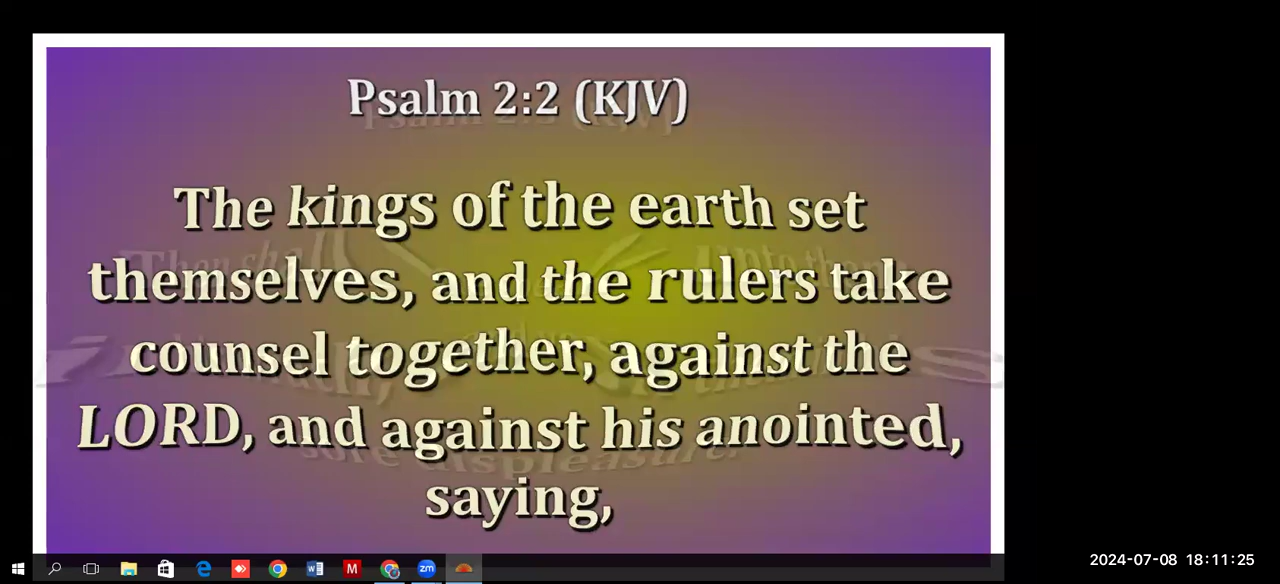 Psalm 2:2 (KJV)
The kings of the earth set
themselves, and the rulers take
counsel together, against the
LORD, and against his anointed,
saying,
2024-07-08 18:11:25